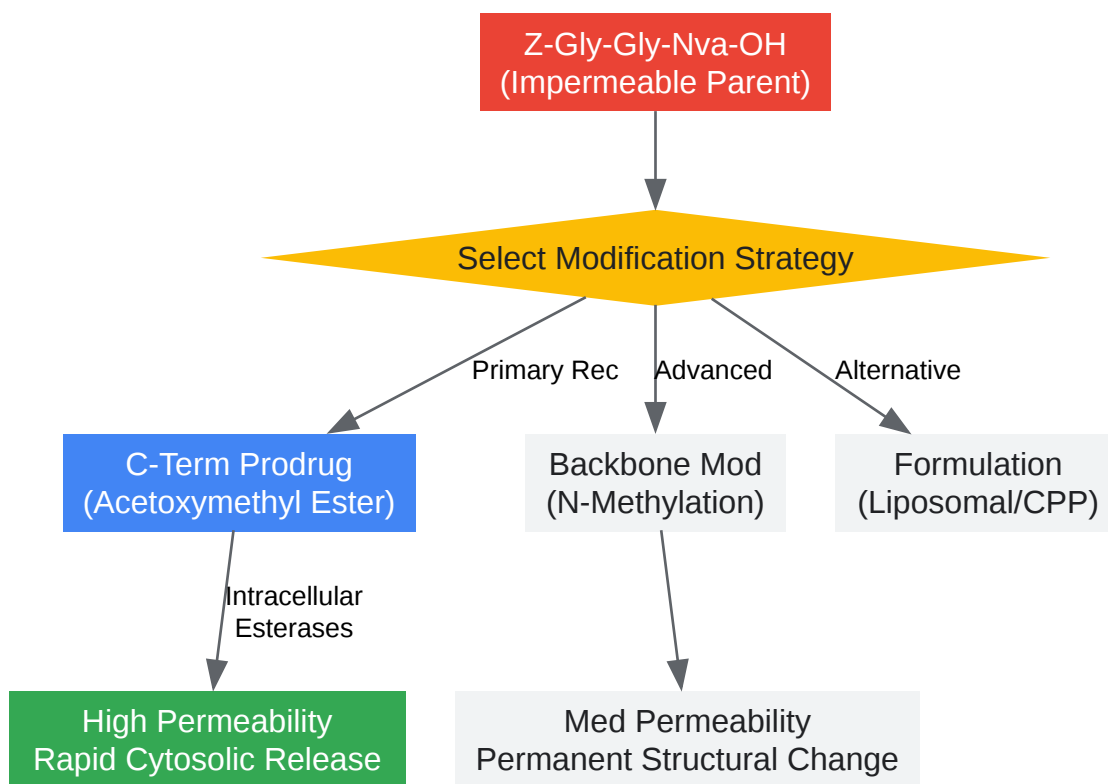 Z-Gly-Gly-Nva-OH
(Impermeable Parent)
Select Modification Strategy
Primary Rec
Advanced
Alternative
C-Term Prodrug
(Acetoxymethyl Ester)
Backbone Mod
(N-Methylation)
Formulation
(Liposomal/CPP)
Intracellular
Esterases
High Permeability
Rapid Cytosolic Release
Med Permeability
Permanent Structural Change